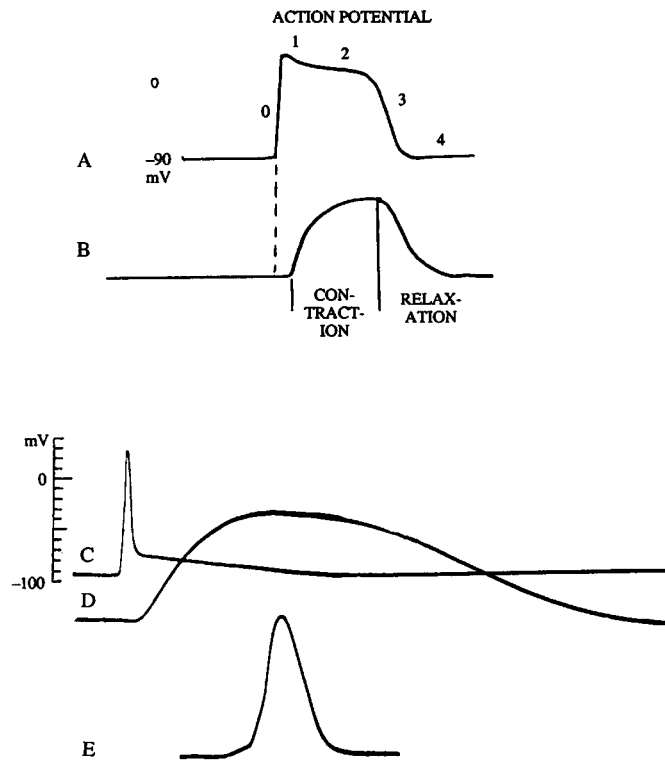 ACTION POTENTIAL
1
2
0
0
3
4
A
–90
mV
B
CON-
TRACT-
ION
RELAX-
ATION
mV
0
C
–100
D
E